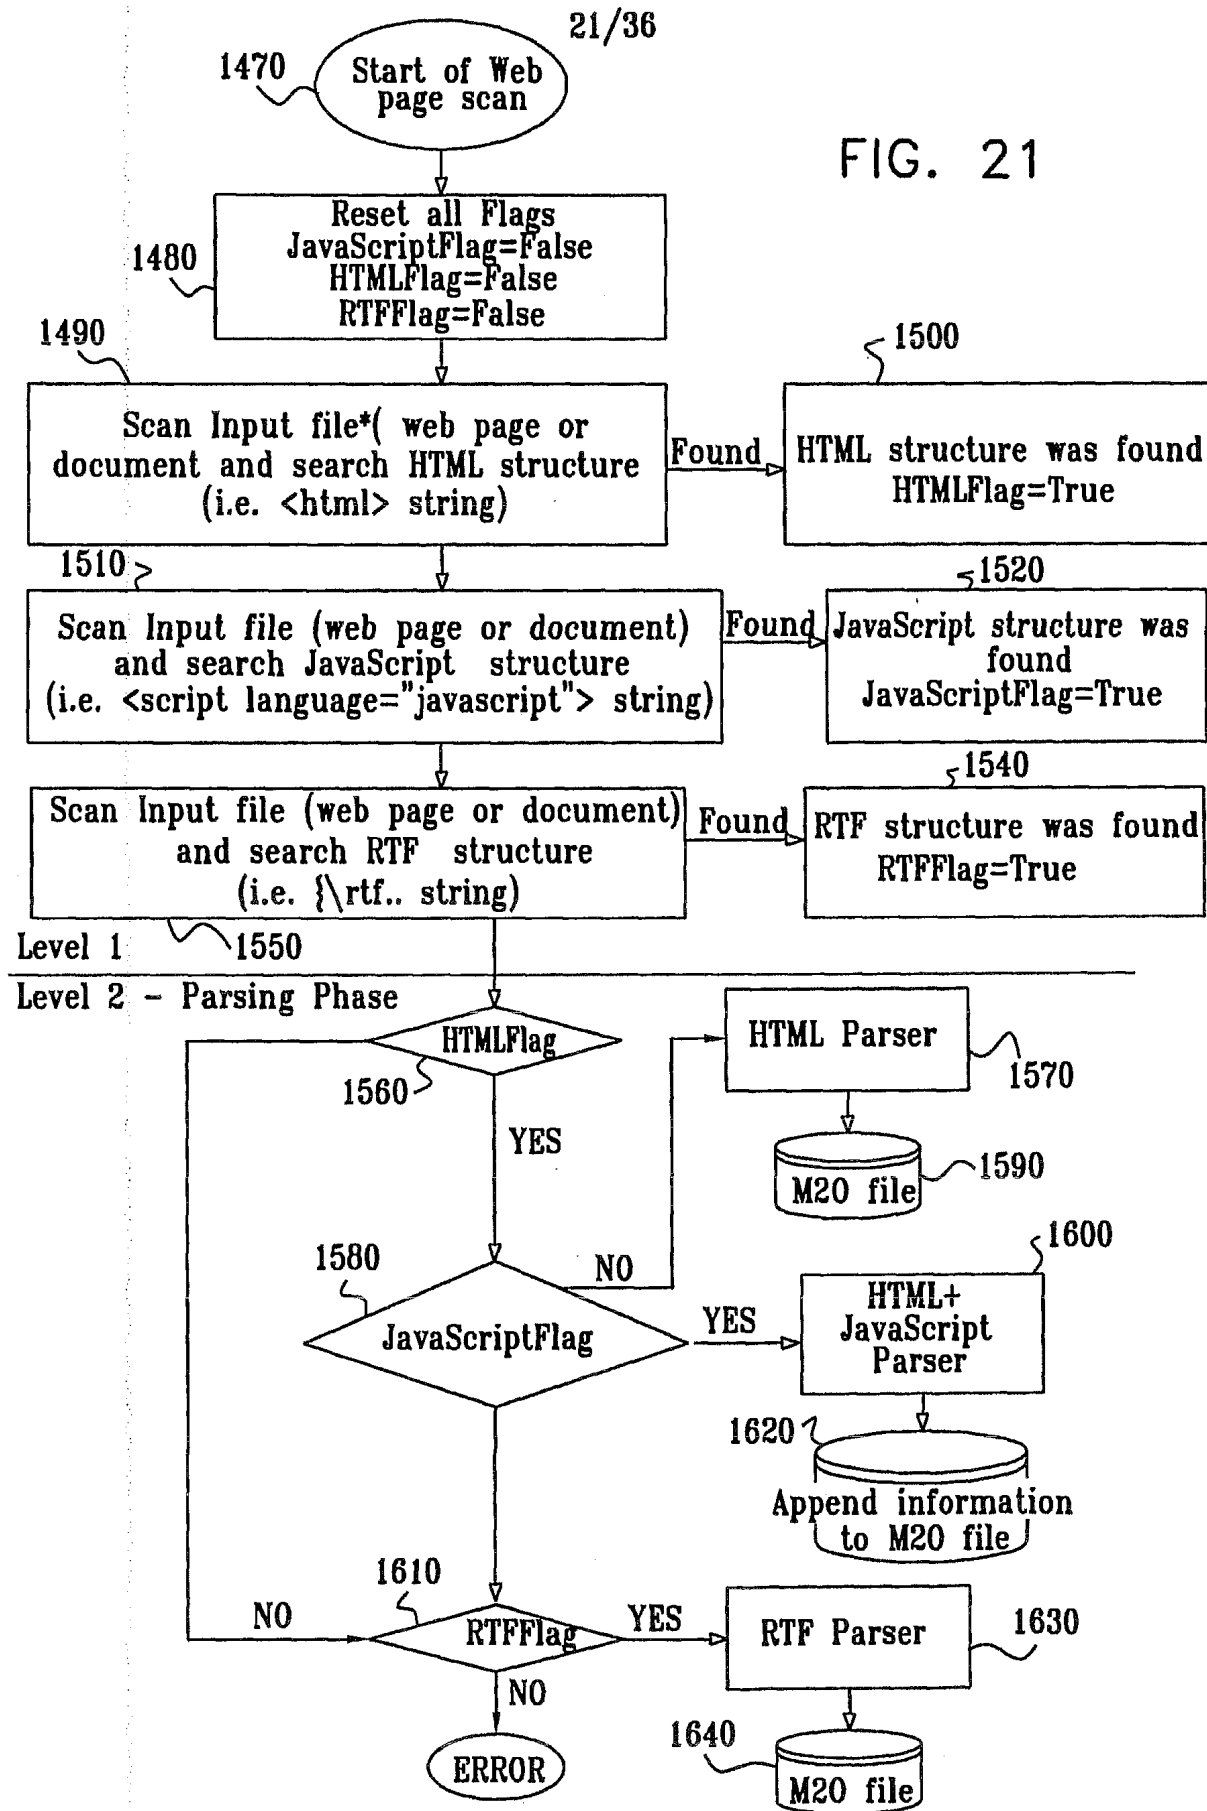 21/36
1470
Start of Web
page scan
FIG. 21
1480
Reset all Flags
JavaScriptFlag=False
HTMLFlag=False
RTFFlag=False
1490
1500
Scan Input file*( web page or
document and search HTML structure
(i.e. <html> string)
Found
HTML structure was found
HTMLFlag=True
1510
1520
Scan Input file (web page or document)
and search JavaScript structure
(i.e. <script language="javascript"> string)
Found
JavaScript structure was
found
JavaScriptFlag=True
1540
Scan Input file (web page or document)
and search RTF structure
(i.e. {\rtf.. string)
Found
RTF structure was found
RTFFlag=True
Level 1
1550
Level 2 - Parsing Phase
HTMLFlag
1560
HTML Parser
1570
YES
M20 file
1590
1580
NO
1600
JavaScriptFlag
YES
HTML+
JavaScript
Parser
1620
Append information
to M20 file
1610
NO
RTFFlag
YES
RTF Parser
1630
NO
ERROR
1640
M20 file